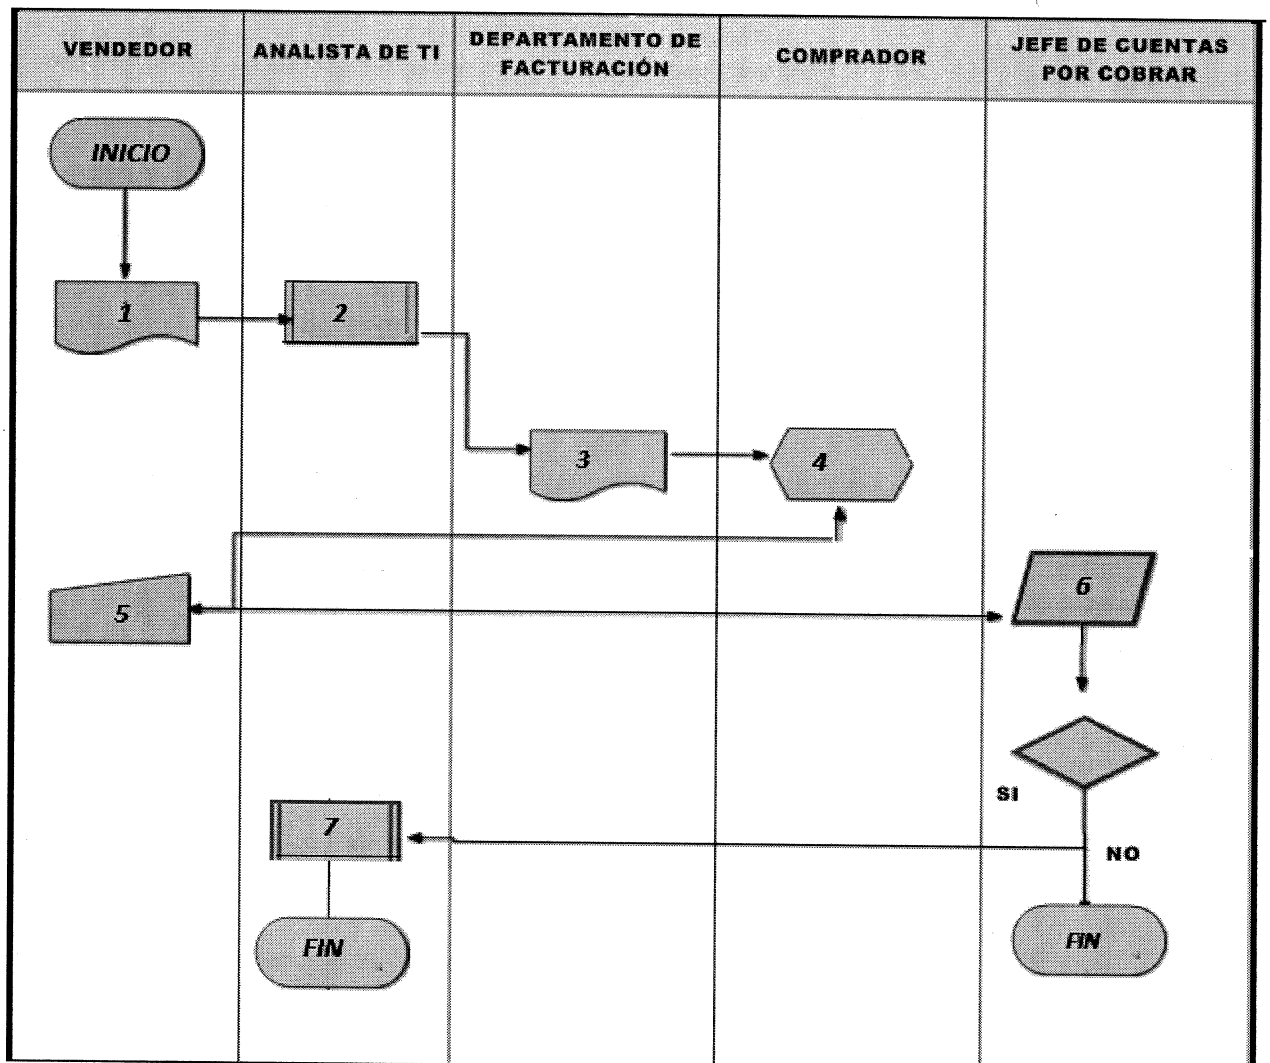 VENDEDOR
ANALISTA DE TI
DEPARTAMENTO DE
FACTURACIÓN
COMPRADOR
JEFE DE CUENTAS
POR COBRAR
INICIO
1
2
3
4
5
6
SI
7
NO
FIN
FIN